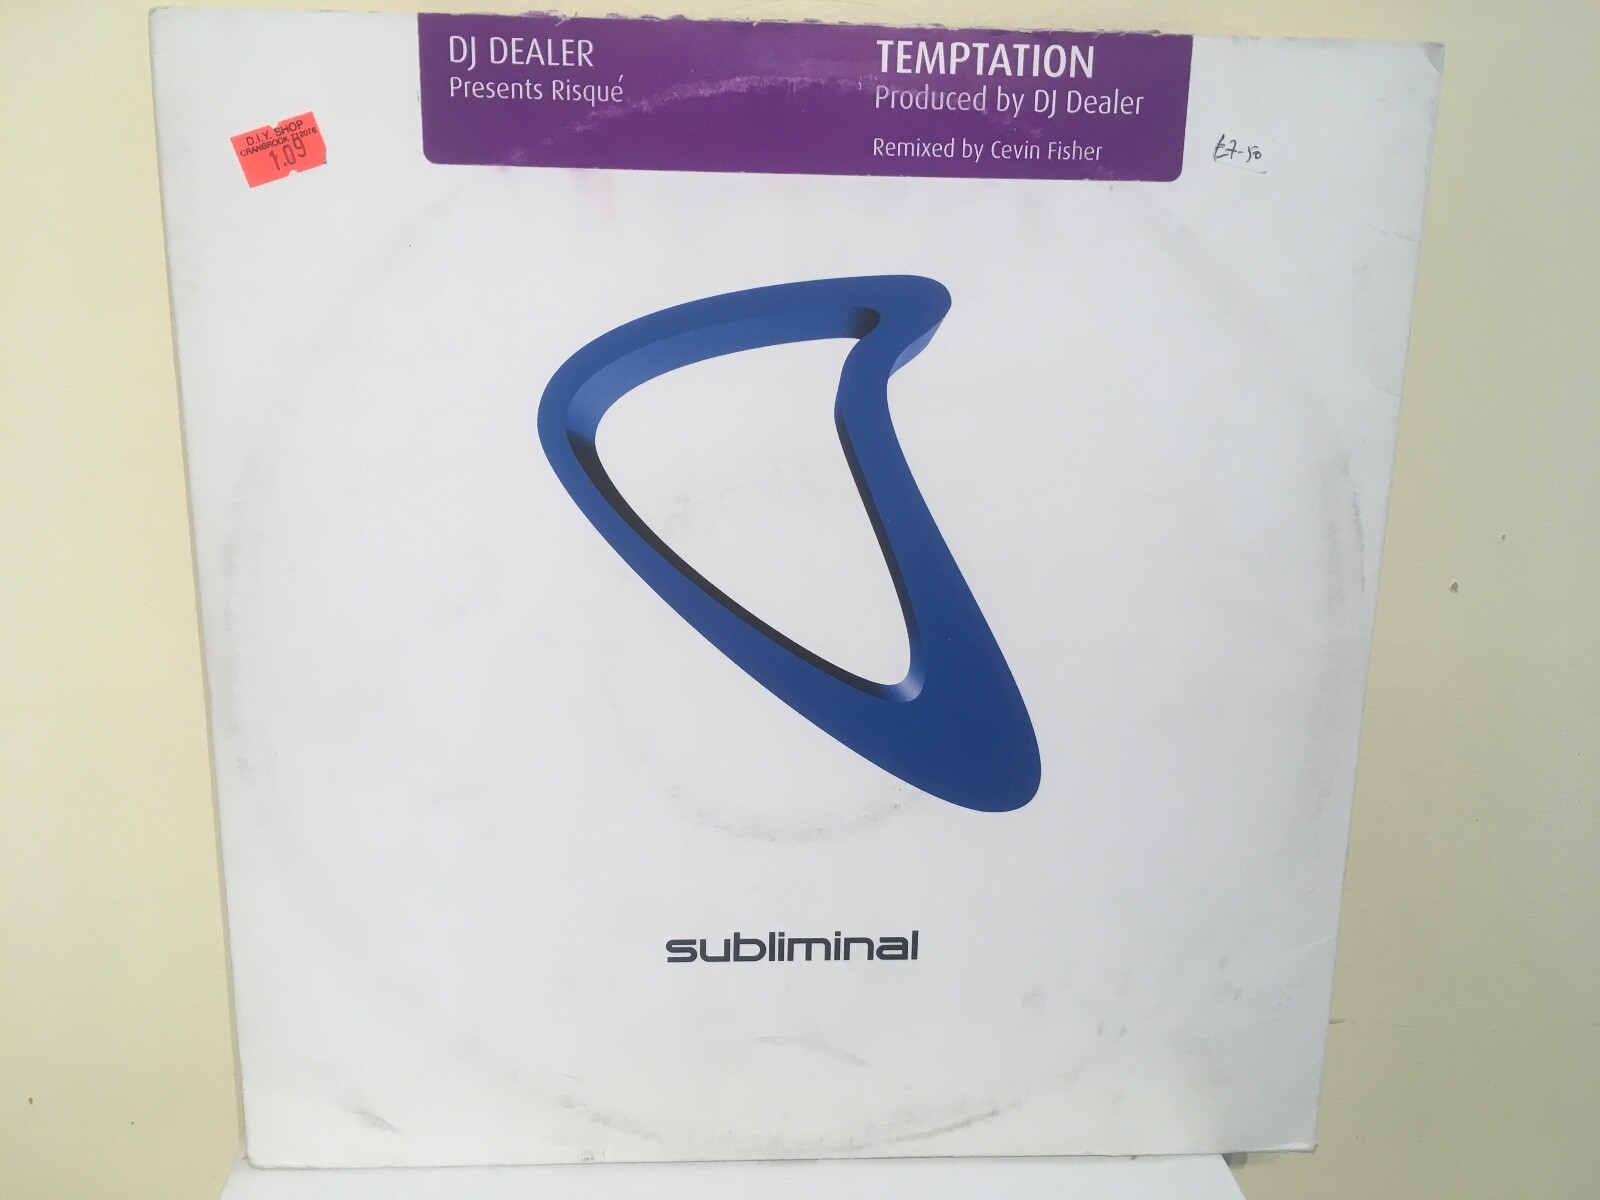 DJ DEALER
Presents Risqué
TEMPTATION
Produced by DJ Dealer
Remixed by Cevin Fisher
D.I.Y. SHOP
CRANBROOK 712076
1.09
£7-50
subliminal